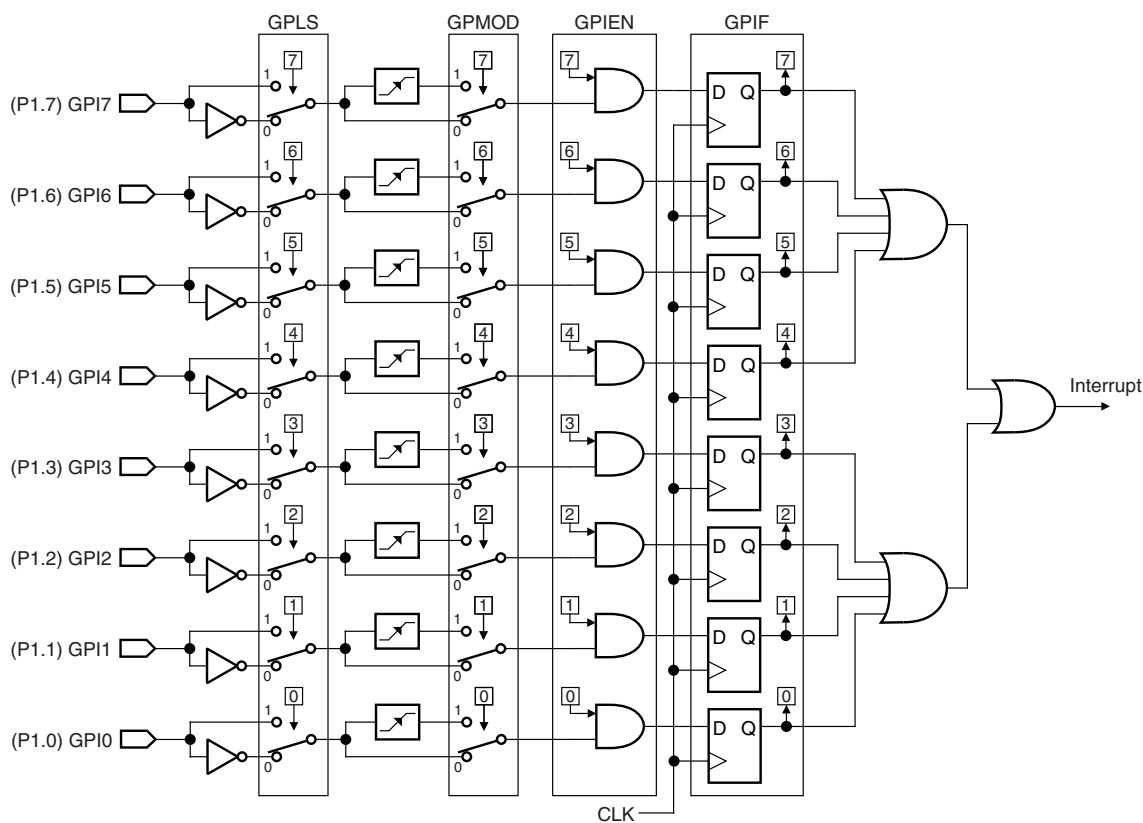 GPLS GPMOD GPIEN GPIF
7 7 7 7
(P1.7) GPI7 1 0 1 0 D Q
6 6 6 6
(P1.6) GPI6 1 0 1 0 D Q
5 5 5 5
(P1.5) GPI5 1 0 1 0 D Q
4 4 4 4
(P1.4) GPI4 1 0 1 0 D Q
Interrupt
3 3 3 3
(P1.3) GPI3 1 0 1 0 D Q
2 2 2 2
(P1.2) GPI2 1 0 1 0 D Q
1 1 1 1
(P1.1) GPI1 1 0 1 0 D Q
0 0 0 0
(P1.0) GPI0 1 0 1 0 D Q
CLK